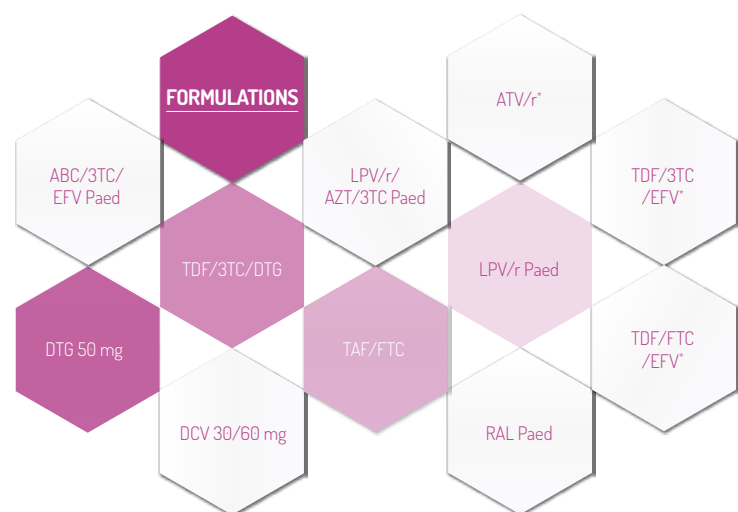 FORMULATIONS
ATV/r*
ABC/3TC/
EFV Paed
LPV/r/
AZT/3TC Paed
TDF/3TC
/EFV*
TDF/3TC/DTG
LPV/r Paed
DTG 50 mg
TAF/FTC
TDF/FTC
/EFV*
DCV 30/60 mg
RAL Paed